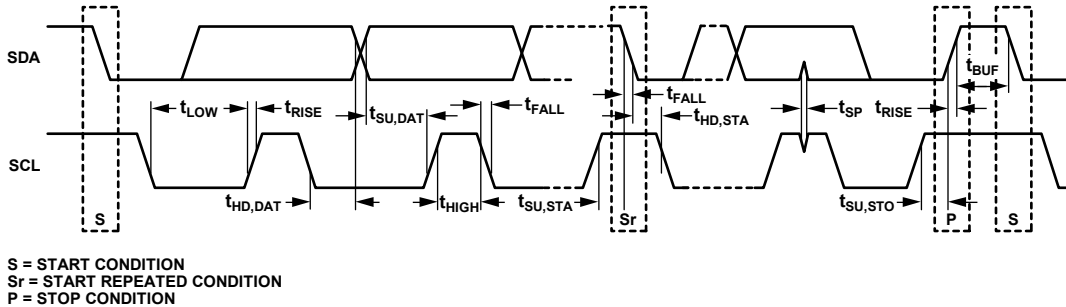 SDA
tBUF
tLOW
tRISE
tSU,DAT
tFALL
tFALL
tHD,STA
tSP
tRISE
SCL
tHD,DAT
tHIGH
tSU,STA
tSU,STO
S
Sr
P
S
S = START CONDITION
Sr = START REPEATED CONDITION
P = STOP CONDITION